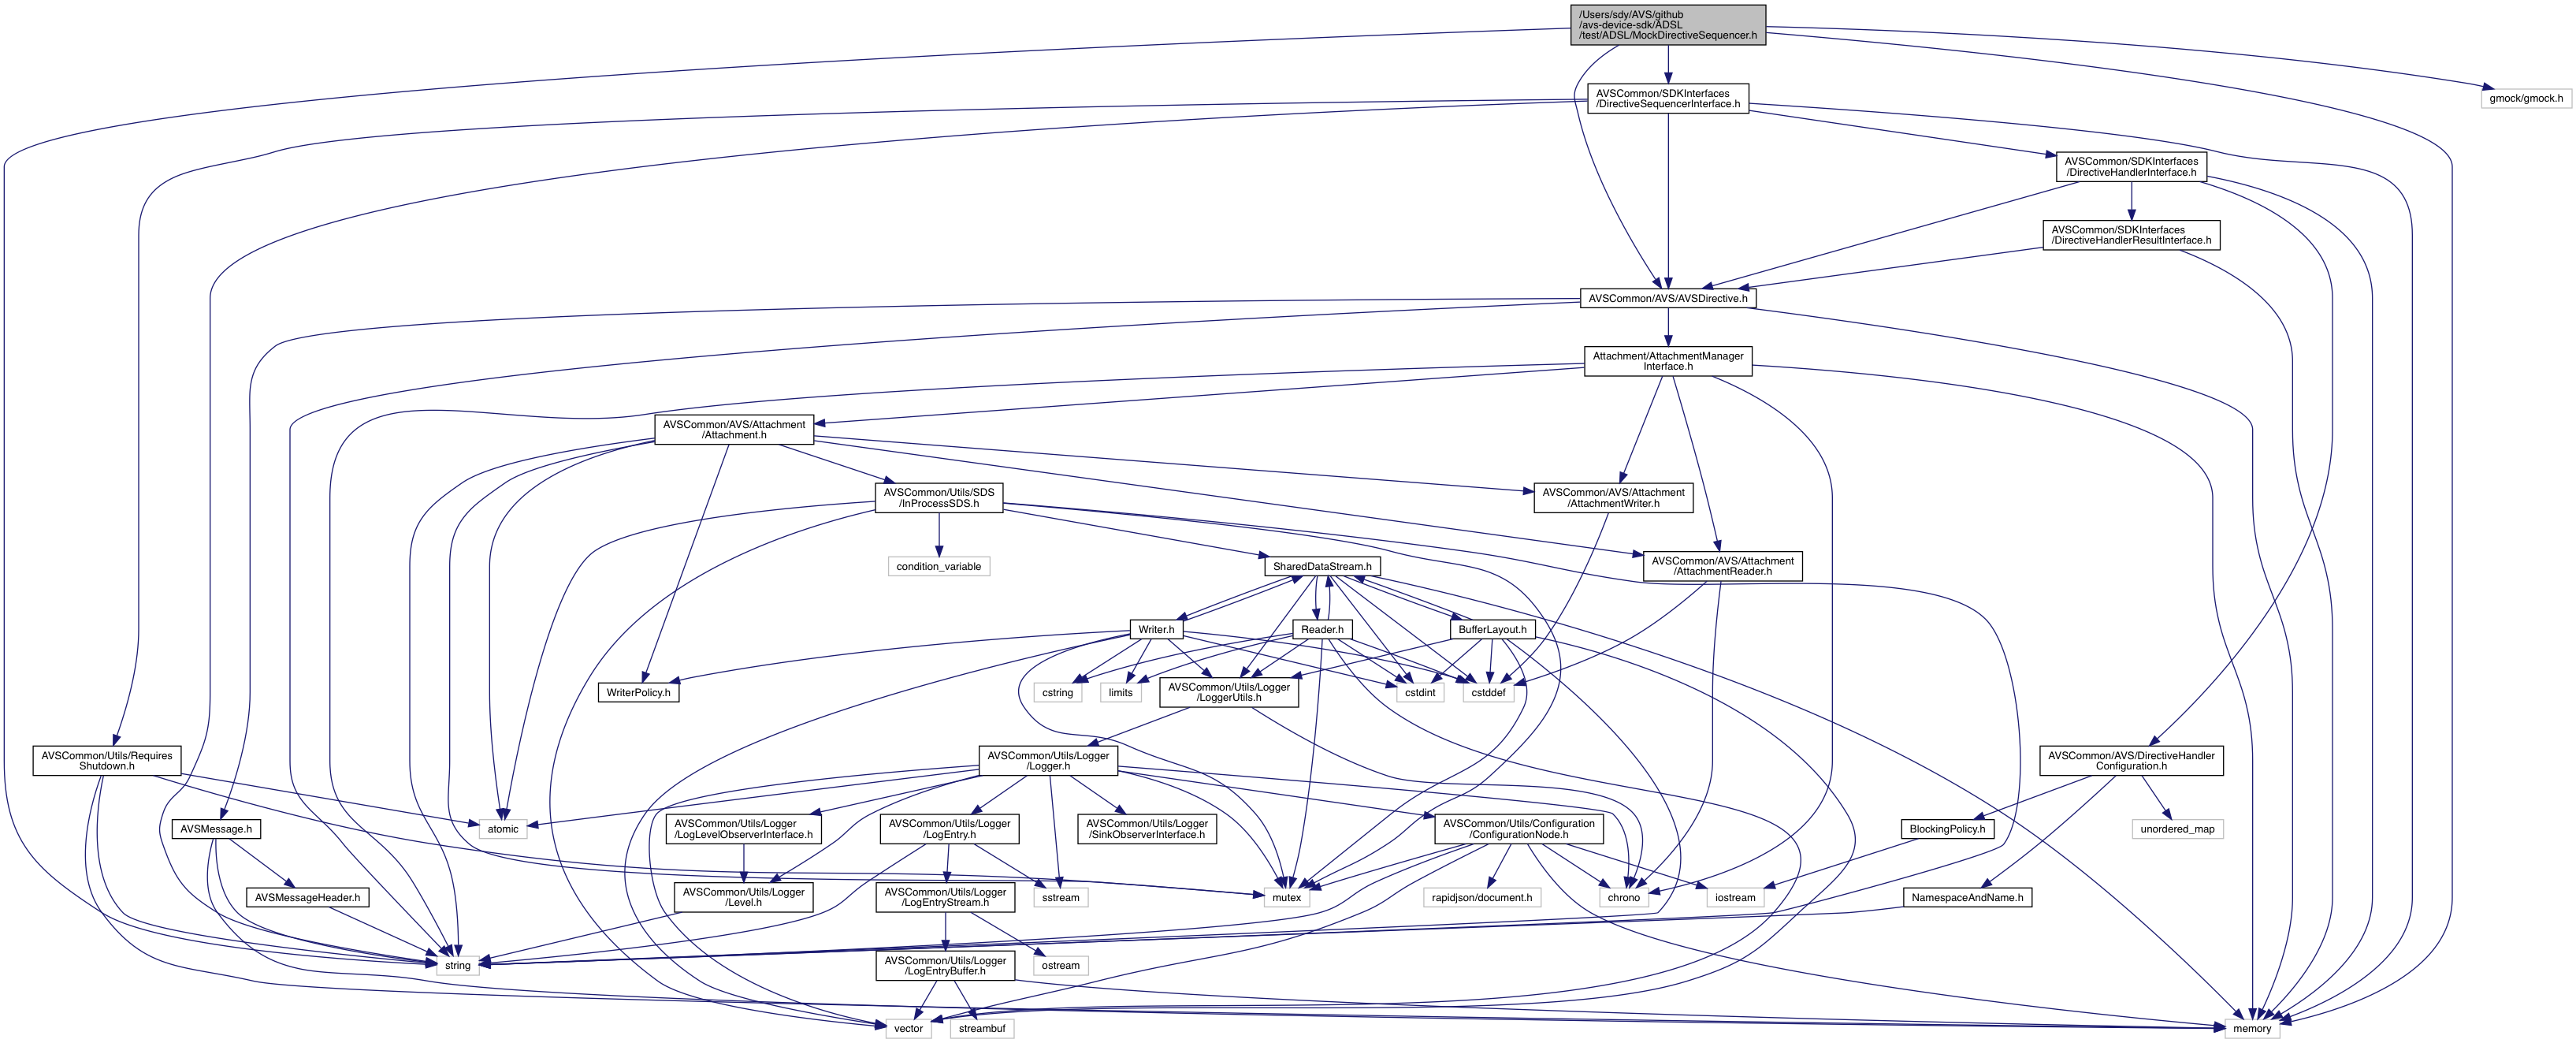 /Users/sdy/AVS/github
/avs-device-sdk/ADSL
/test/ADSL/MockDirectiveSequencer.h
AVSCommon/SDKInterfaces
/DirectiveSequencerInterface.h
gmock/gmock.h
AVSCommon/SDKInterfaces
/DirectiveHandlerInterface.h
AVSCommon/SDKInterfaces
/DirectiveHandlerResultInterface.h
AVSCommon/AVS/AVSDirective.h
Attachment/AttachmentManager
Interface.h
AVSCommon/AVS/Attachment
/Attachment.h
AVSCommon/Utils/SDS
/InProcessSDS.h
AVSCommon/AVS/Attachment
/AttachmentWriter.h
condition_variable
SharedDataStream.h
AVSCommon/AVS/Attachment
/AttachmentReader.h
Writer.h
Reader.h
BufferLayout.h
WriterPolicy.h
cstring
limits
AVSCommon/Utils/Logger
/LoggerUtils.h
cstdint
cstddef
AVSCommon/Utils/Requires
Shutdown.h
AVSCommon/Utils/Logger
/Logger.h
AVSCommon/AVS/DirectiveHandler
Configuration.h
AVSMessage.h
atomic
AVSCommon/Utils/Logger
/LogLevelObserverInterface.h
AVSCommon/Utils/Logger
/LogEntry.h
AVSCommon/Utils/Logger
/SinkObserverInterface.h
AVSCommon/Utils/Configuration
/ConfigurationNode.h
BlockingPolicy.h
unordered_map
AVSMessageHeader.h
AVSCommon/Utils/Logger
/Level.h
AVSCommon/Utils/Logger
/LogEntryStream.h
sstream
mutex
rapidjson/document.h
chrono
iostream
NamespaceAndName.h
string
AVSCommon/Utils/Logger
/LogEntryBuffer.h
ostream
vector
streambuf
memory